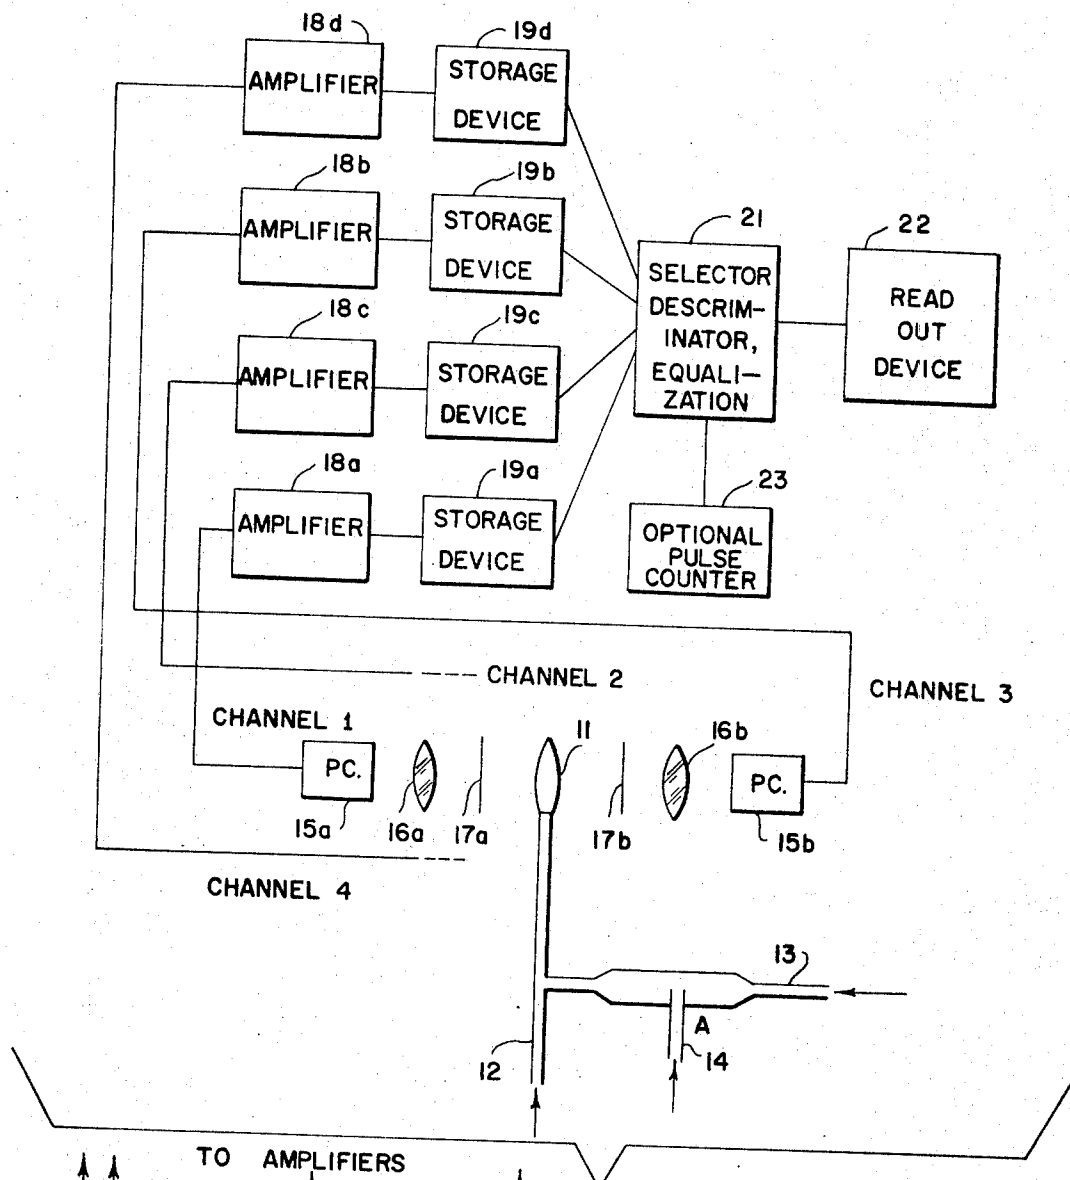 18d
19d
AMPLIFIER
STORAGE
DEVICE
18b
19b
AMPLIFIER
STORAGE
DEVICE
21
22
SELECTOR
DESCRIM-
INATOR,
EQUALI-
ZATION
READ
OUT
DEVICE
18c
19c
AMPLIFIER
STORAGE
DEVICE
18a
19a
AMPLIFIER
STORAGE
DEVICE
23
OPTIONAL
PULSE
COUNTER
CHANNEL 2
CHANNEL 3
CHANNEL 1
11
16b
PC.
PC.
15a
16a
17a
17b
15b
CHANNEL 4
13
A
12
14
TO AMPLIFIERS